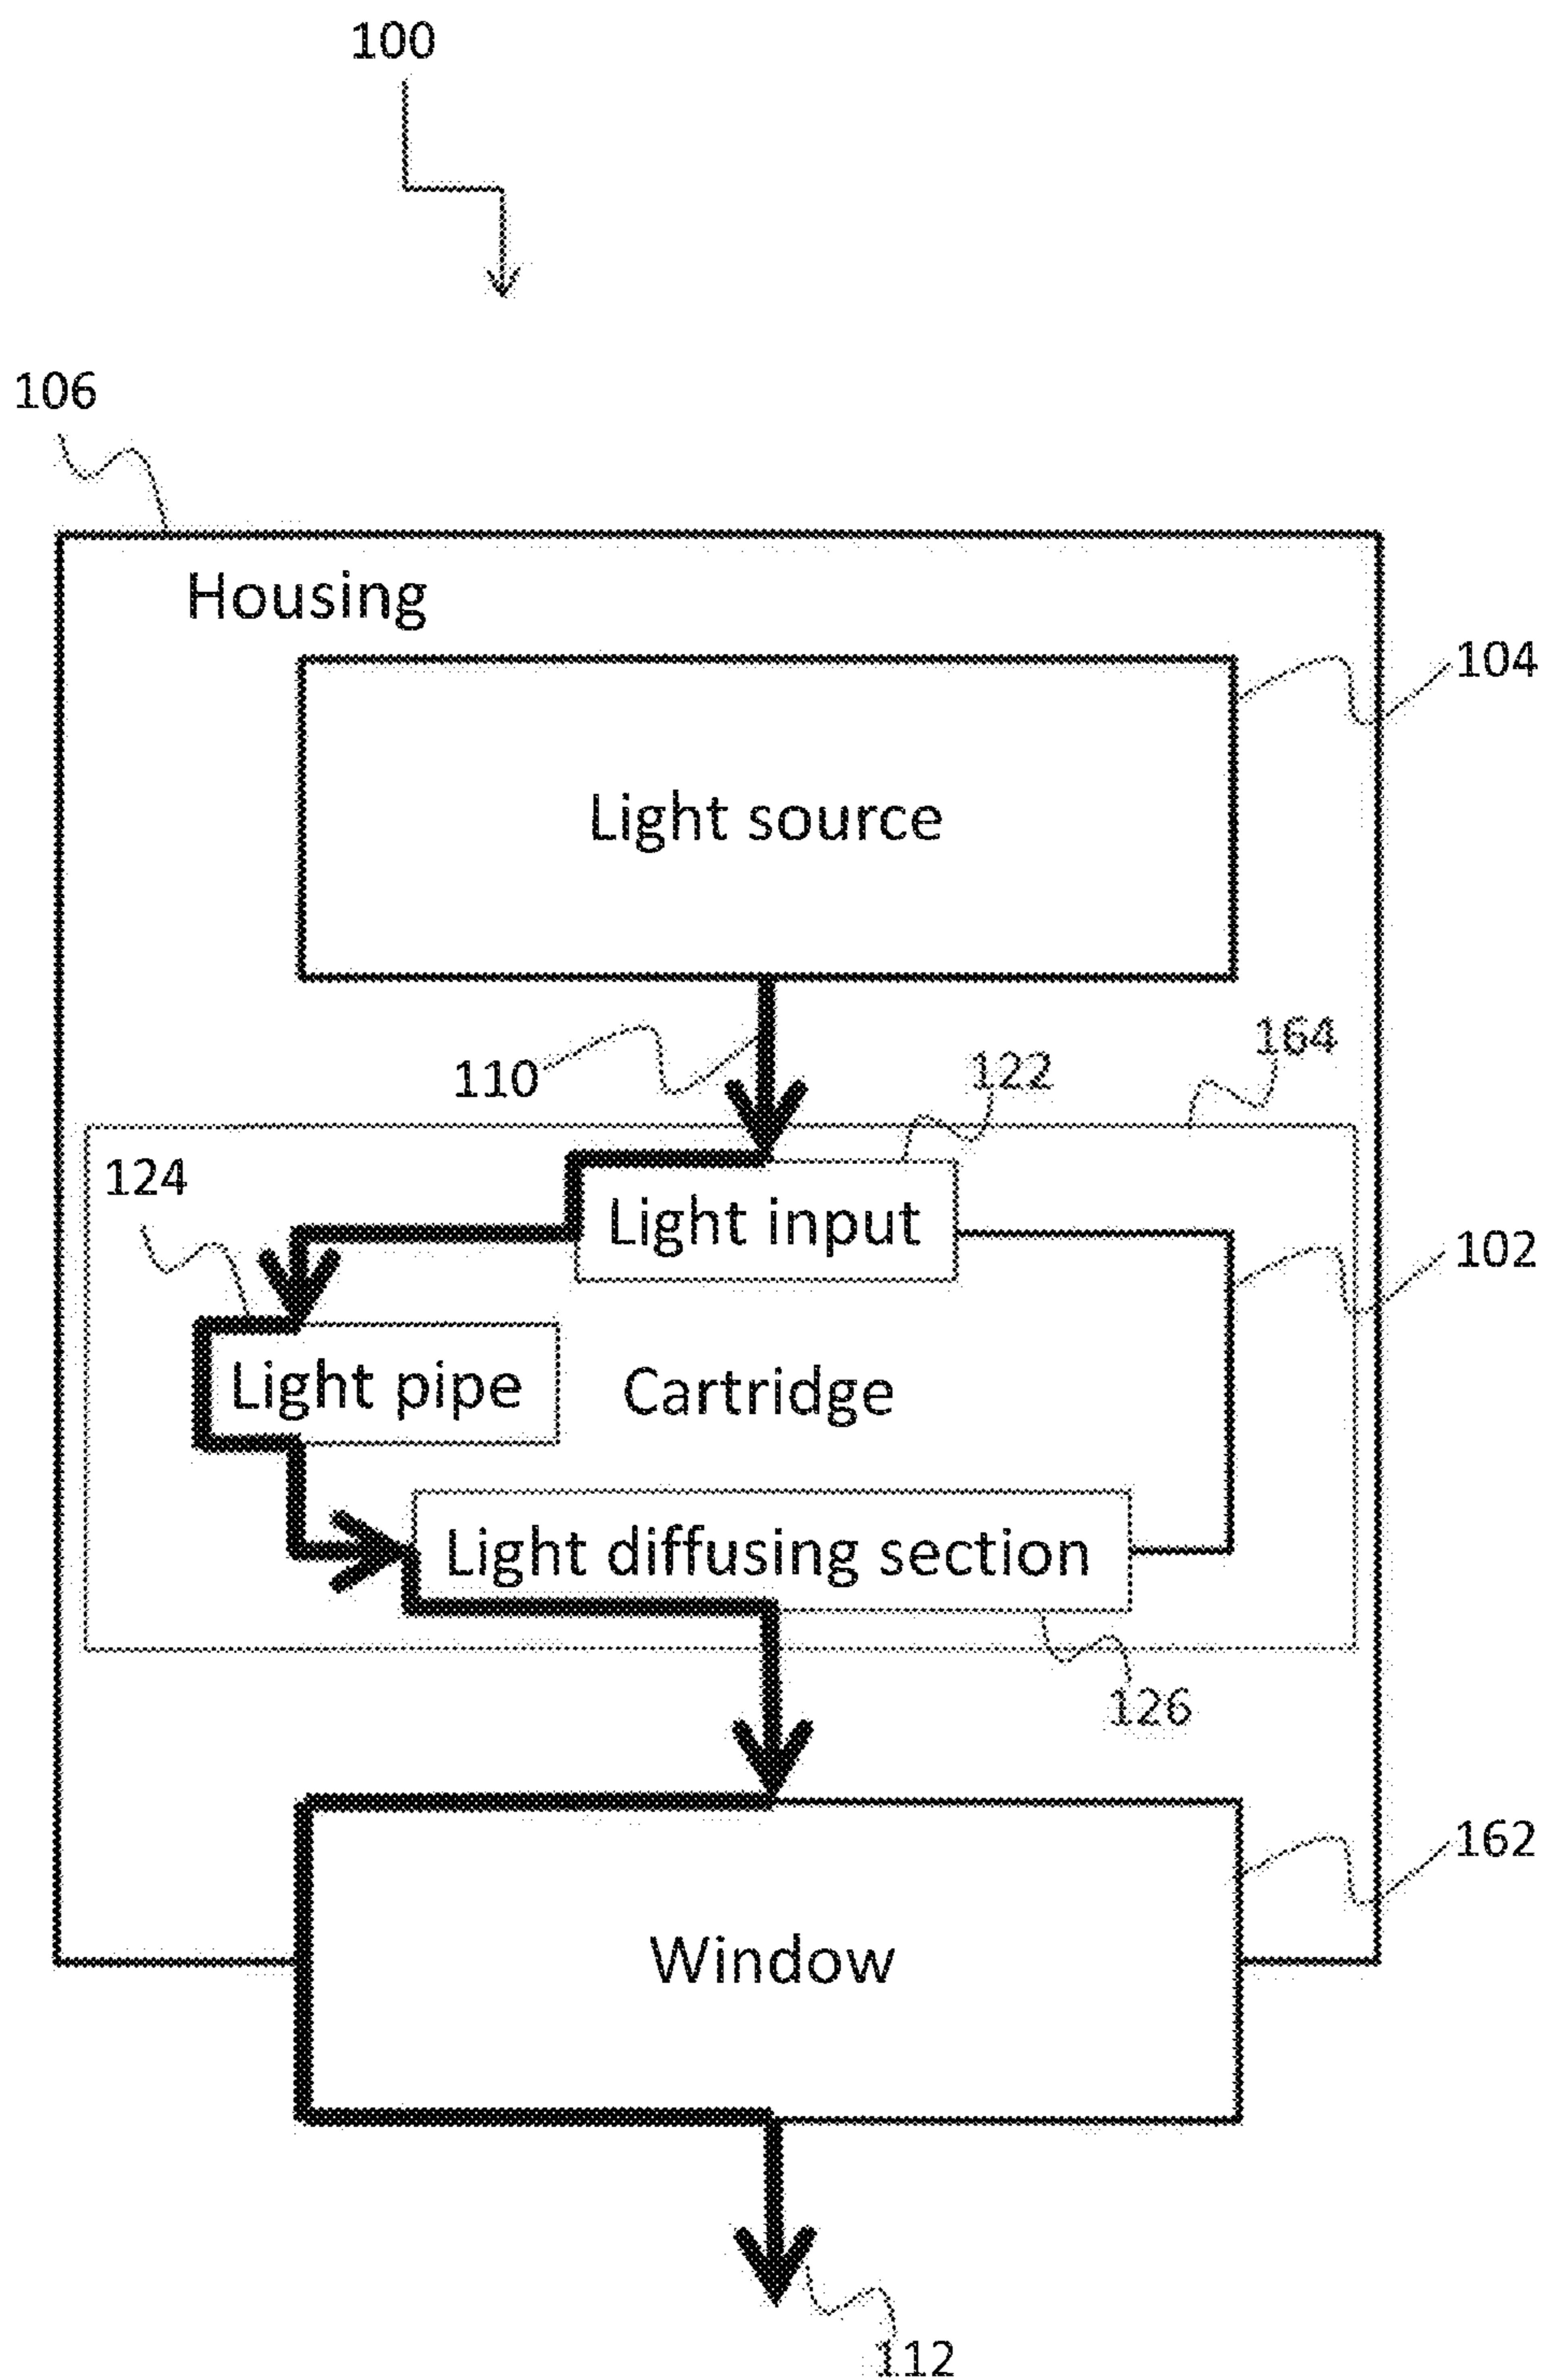 100
106
Housing
104
Light source
164
110
122
124
Light input
102
Light pipe
Cartridge
Light diffusing section
126
162
Window
112